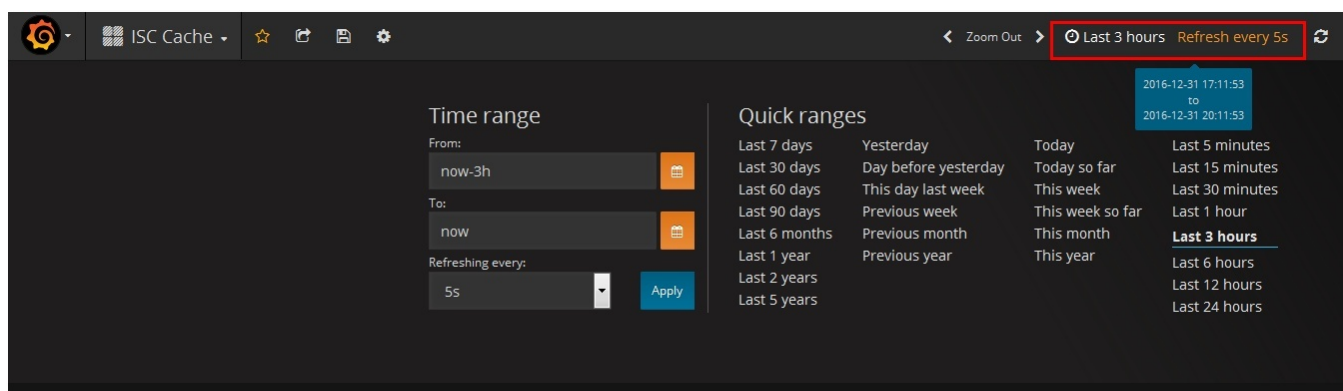 ISC Cache
Zoom Out
Last 3 hours Refresh every 5s
2016-12-31 17:11:53
to
2016-12-31 20:11:53
Time range
From:
now-3h
To:
now
Refreshing every:
5s
Apply
Quick ranges
Last 7 days
Last 30 days
Last 60 days
Last 90 days
Last 6 months
Last 1 year
Last 2 years
Last 5 years
Yesterday
Day before yesterday
This day last week
Previous week
Previous month
Previous year
Today
Today so far
This week
This week so far
This month
This year
Last 5 minutes
Last 15 minutes
Last 30 minutes
Last 1 hour
Last 3 hours
Last 6 hours
Last 12 hours
Last 24 hours